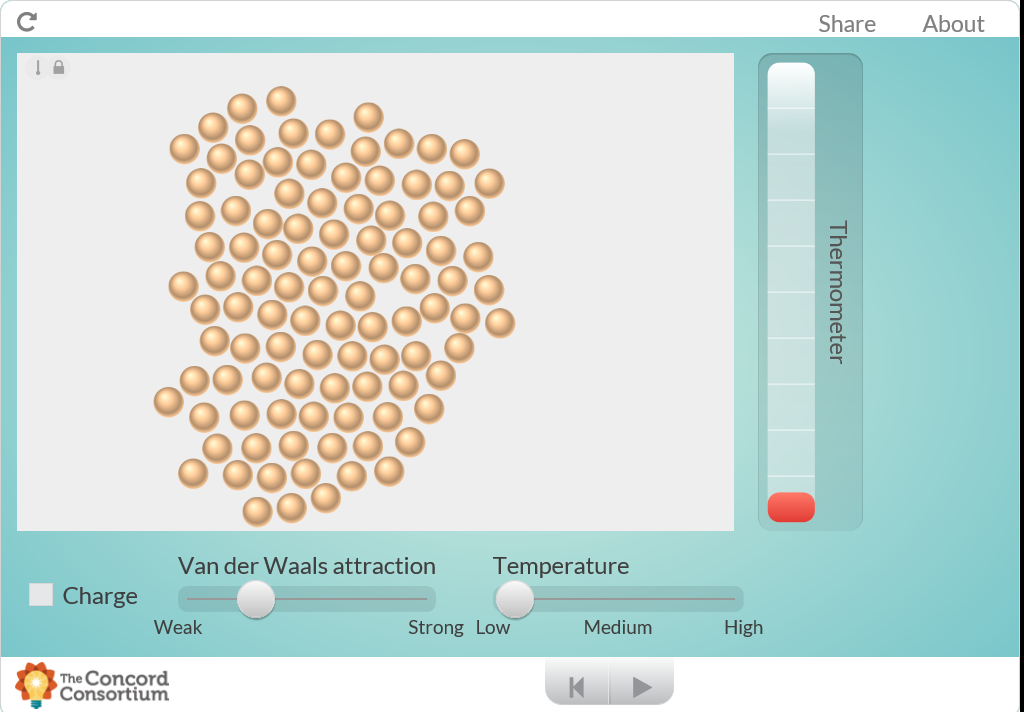 Share About
Thermometer
Van der Waals attraction Temperature
Charge
Weak Strong Low Medium High
The Concord
Consortium